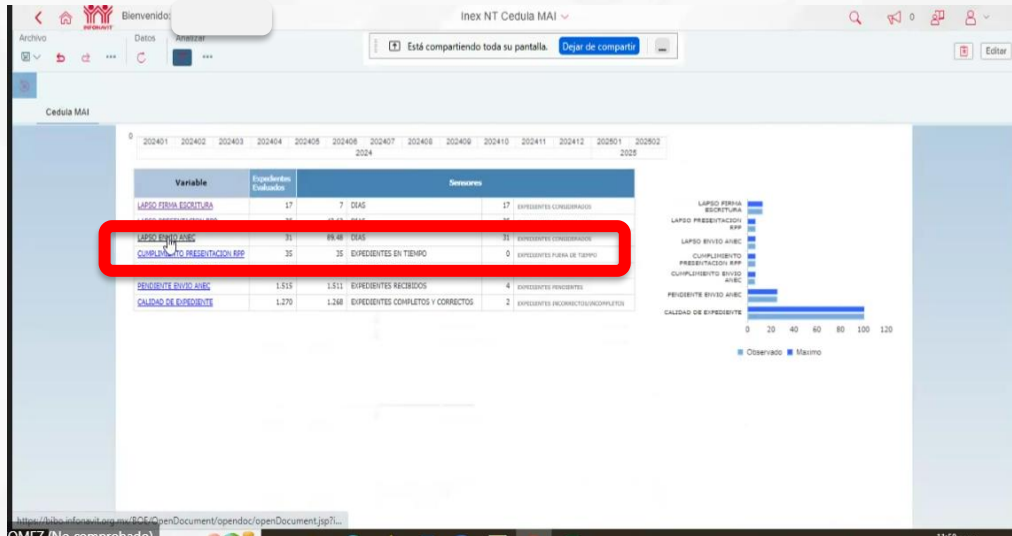 INFONAVIT
Bienvenido:
Inex NT Cedula MAI
0
Archivo
Datos
Analizar
Está compartiendo toda su pantalla.
Dejar de compartir
Editar
Cedula MAI
0
202401 202402 202403 202404 202405 202406 202407 202408 202409 202410 202411 202412 202501 202502
2024 2025
Variable Expedientes Evaluados Sensores
LAPSO FIRMA ESCRITURA 17 7 DIAS 17 EXPEDIENTES CONSIDERADOS
LAPSO ENVIO ANEC 31 69.48 DIAS 31 EXPEDIENTES CONSIDERADOS
CUMPLIMIENTO PRESENTACION RPP 35 35 EXPEDIENTES EN TIEMPO 0 EXPEDIENTES FUERA DE TIEMPO
PENDIENTE ENVIO ANEC 1.515 1.511 EXPEDIENTES RECIBIDOS 4 EXPEDIENTES PENDIENTES
CALIDAD DE EXPEDIENTE 1.270 1.268 EXPEDIENTES COMPLETOS Y CORRECTOS 2 EXPEDIENTES INCORRECTOS/INCOMPLETOS
LAPSO FIRMA
ESCRITURA
LAPSO PRESENTACION
RPP
LAPSO ENVIO ANEC
CUMPLIMIENTO
PRESENTACION RPP
CUMPLIMIENTO ENVIO
ANEC
PENDIENTE ENVIO ANEC
CALIDAD DE EXPEDIENTE
0 20 40 60 80 100 120
Observado Maximo
https://bibo.infonavit.org.mx/BOE/OpenDocument/opendoc/openDocument.jsp?i...